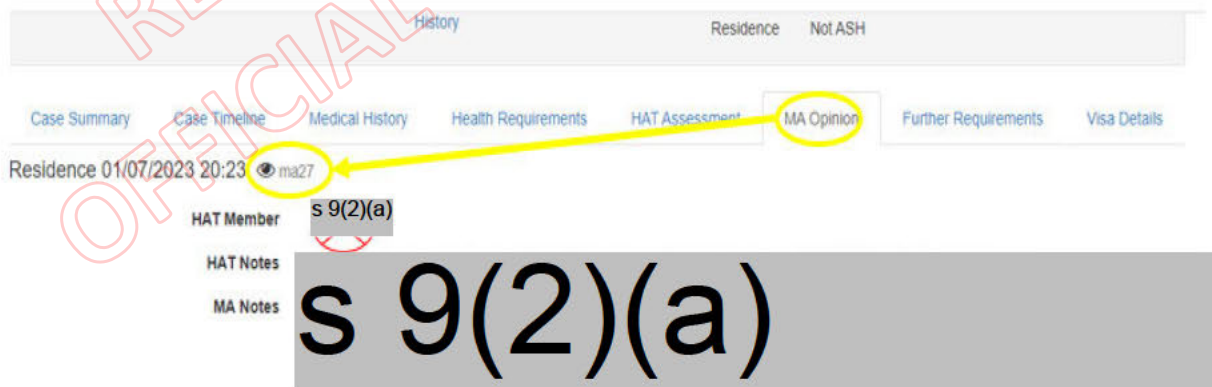 History
Residence Not ASH
Case Summary Case Timeline Medical History Health Requirements HAT Assessment MA Opinion Further Requirements Visa Details
Residence 01/07/2023 20:23 ma27
HAT Member s 9(2)(a)
HAT Notes
MA Notes s 9(2)(a)
OFFICIAL